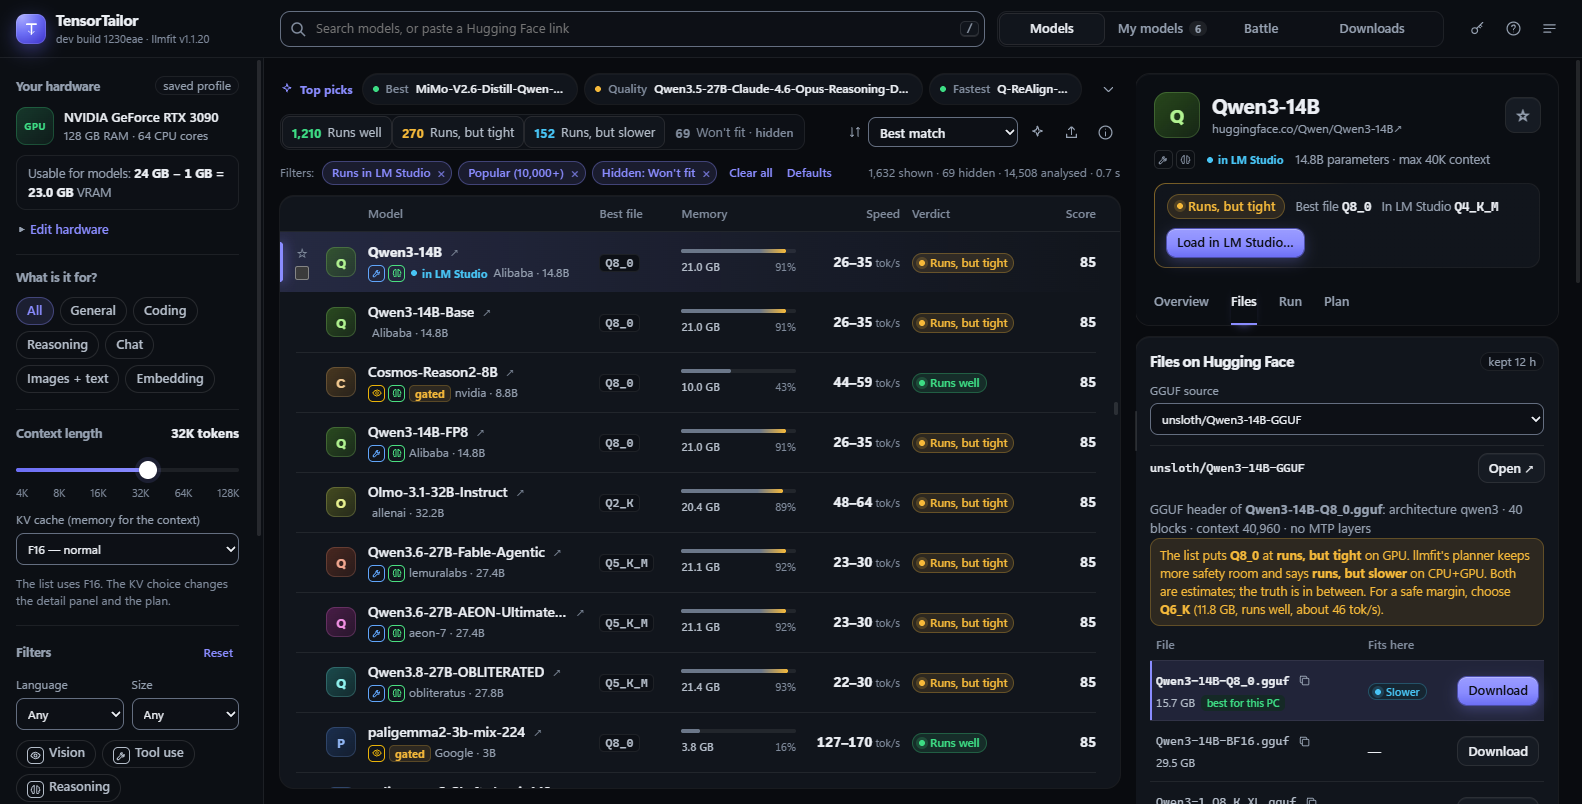 TensorTailor
dev build 1230eae · llmfit v1.1.20
Search models, or paste a Hugging Face link
/
Models
My models 6
Battle
Downloads
Your hardware
saved profile
GPU
NVIDIA GeForce RTX 3090
128 GB RAM · 64 CPU cores
Usable for models: 24 GB − 1 GB =
23.0 GB VRAM
▸ Edit hardware
What is it for?
All
General
Coding
Reasoning
Chat
Images + text
Embedding
Context length
32K tokens
4K 8K 16K 32K 64K 128K
KV cache (memory for the context)
F16 — normal
The list uses F16. The KV choice changes
the detail panel and the plan.
Filters
Reset
Language
Size
Any
Any
Vision
Tool use
Reasoning
Top picks
Best MiMo-V2.6-Distill-Qwen-...
Quality Qwen3.5-27B-Claude-4.6-Opus-Reasoning-D...
Fastest Q-ReAlign-...
1,210 Runs well
270 Runs, but tight
152 Runs, but slower
69 Won't fit · hidden
Best match
Filters:
Runs in LM Studio ×
Popular (10,000+) ×
Hidden: Won't fit ×
Clear all
Defaults
1,632 shown · 69 hidden · 14,508 analysed · 0.7 s
Model Best file Memory Speed Verdict Score
Q
Qwen3-14B ↗
in LM Studio Alibaba · 14.8B
Q8_0
21.0 GB 91%
26–35 tok/s
Runs, but tight
85
Q
Qwen3-14B-Base ↗
Alibaba · 14.8B
Q8_0
21.0 GB 91%
26–35 tok/s
Runs, but tight
85
C
Cosmos-Reason2-8B ↗
gated nvidia · 8.8B
Q8_0
10.0 GB 43%
44–59 tok/s
Runs well
85
Q
Qwen3-14B-FP8 ↗
Alibaba · 14.8B
Q8_0
21.0 GB 91%
26–35 tok/s
Runs, but tight
85
O
Olmo-3.1-32B-Instruct ↗
allenai · 32.2B
Q2_K
20.4 GB 89%
48–64 tok/s
Runs, but tight
85
Q
Qwen3.6-27B-Fable-Agentic ↗
lemuralabs · 27.4B
Q5_K_M
21.1 GB 92%
23–30 tok/s
Runs, but tight
85
Q
Qwen3.6-27B-AEON-Ultimate... ↗
aeon-7 · 27.4B
Q5_K_M
21.1 GB 92%
23–30 tok/s
Runs, but tight
85
Q
Qwen3.8-27B-OBLITERATED ↗
obliteratus · 27.8B
Q5_K_M
21.4 GB 93%
22–30 tok/s
Runs, but tight
85
P
paligemma2-3b-mix-224 ↗
gated Google · 3B
Q8_0
3.8 GB 16%
127–170 tok/s
Runs well
85
Q
Qwen3-14B
huggingface.co/Qwen/Qwen3-14B↗
in LM Studio 14.8B parameters · max 40K context
Runs, but tight
Best file Q8_0 In LM Studio Q4_K_M
Load in LM Studio...
Overview Files Run Plan
Files on Hugging Face
kept 12 h
GGUF source
unsloth/Qwen3-14B-GGUF
unsloth/Qwen3-14B-GGUF
Open ↗
GGUF header of Qwen3-14B-Q8_0.gguf: architecture qwen3 · 40
blocks · context 40,960 · no MTP layers
The list puts Q8_0 at runs, but tight on GPU. llmfit's planner keeps
more safety room and says runs, but slower on CPU+GPU. Both
are estimates; the truth is in between. For a safe margin, choose
Q6_K (11.8 GB, runs well, about 46 tok/s).
File
Fits here
Qwen3-14B-Q8_0.gguf
15.7 GB best for this PC
Slower
Download
Qwen3-14B-BF16.gguf
29.5 GB
—
Download